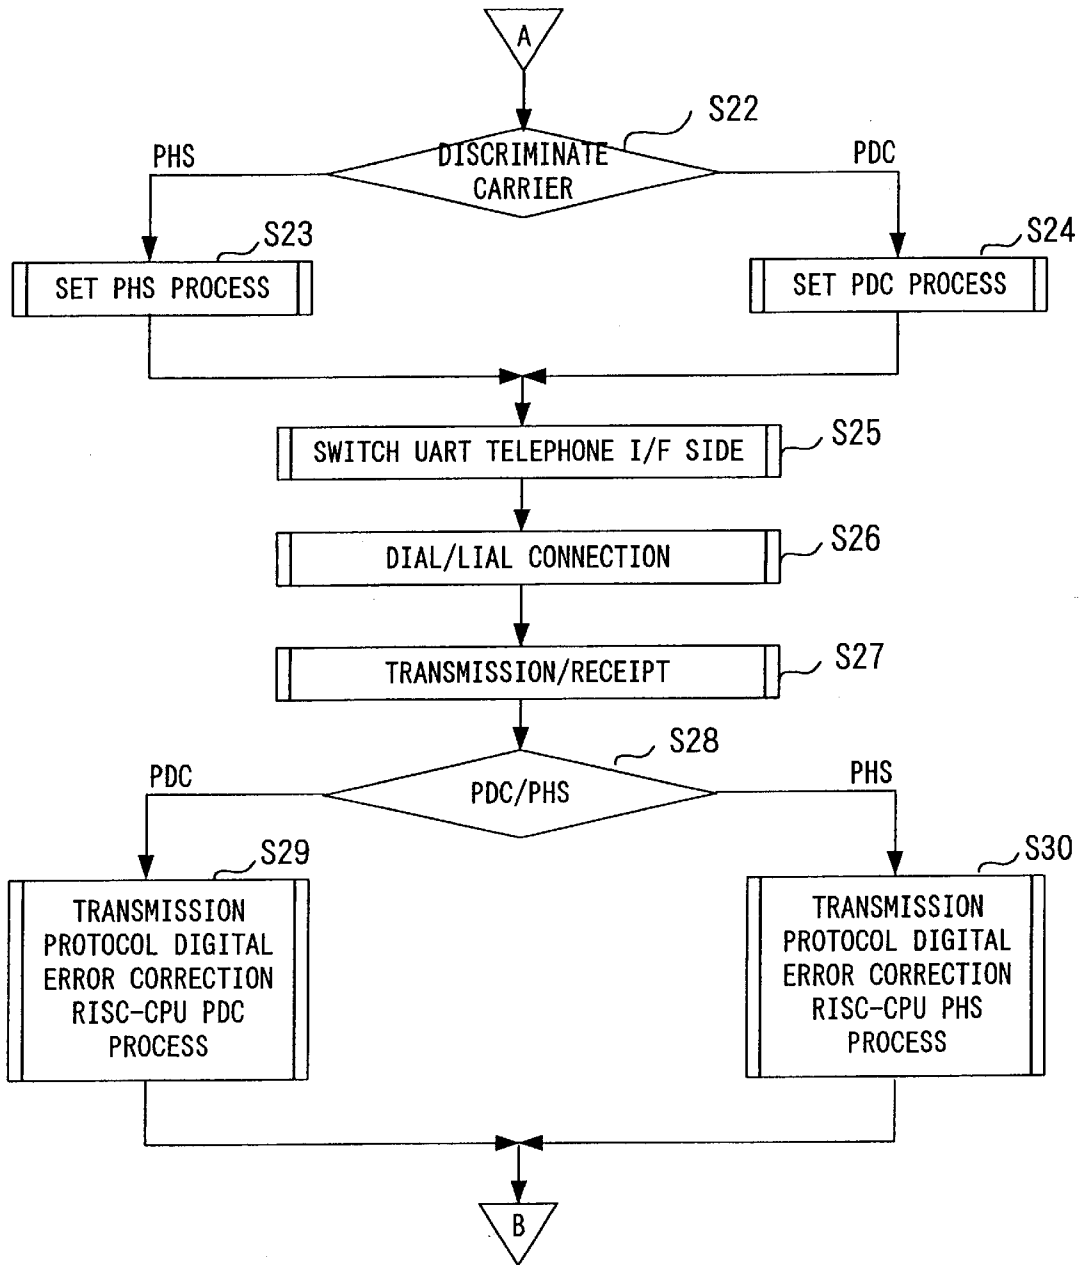 A
S22
DISCRIMINATE
CARRIER
PHS
PDC
S23
SET PHS PROCESS
S24
SET PDC PROCESS
SWITCH UART TELEPHONE I/F SIDE
S25
DIAL/LIAL CONNECTION
S26
TRANSMISSION/RECEIPT
S27
S28
PDC/PHS
PDC
PHS
S29
TRANSMISSION
PROTOCOL DIGITAL
ERROR CORRECTION
RISC-CPU PDC
PROCESS
S30
TRANSMISSION
PROTOCOL DIGITAL
ERROR CORRECTION
RISC-CPU PHS
PROCESS
B